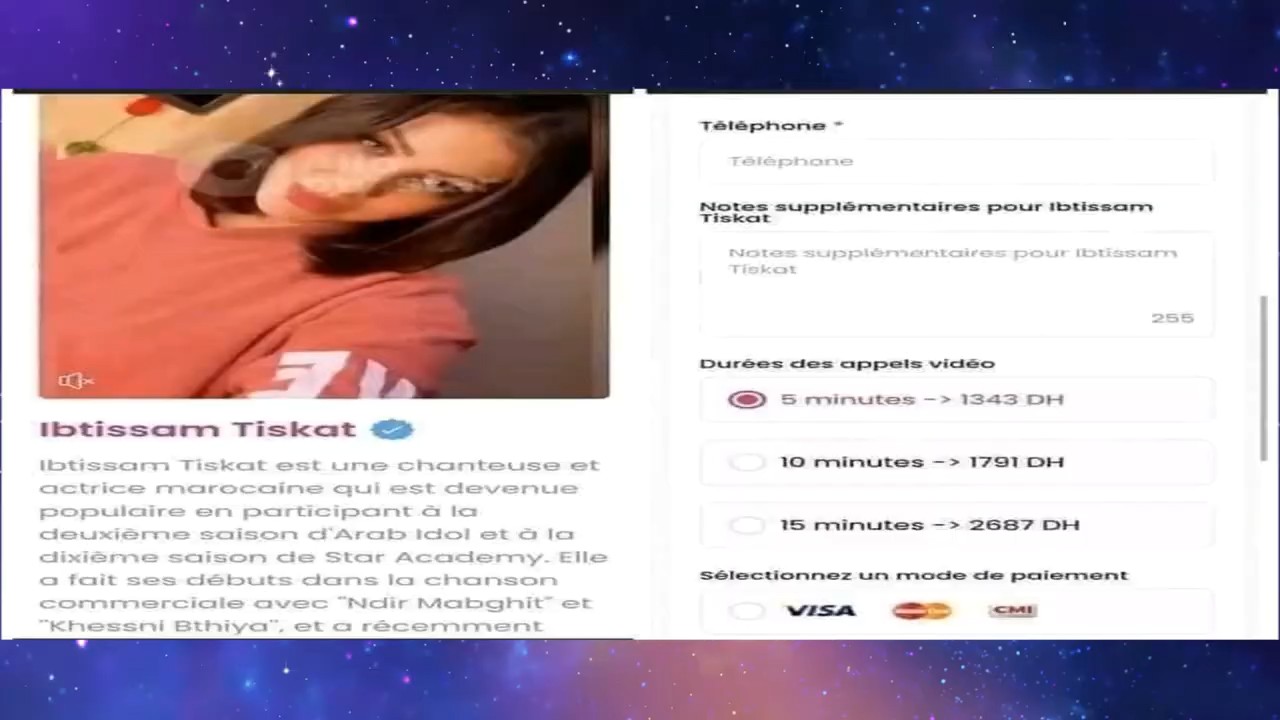 Ibtissam Tiskat
Ibtissam Tiskat est une chanteuse et
actrice marocaine qui est devenue
populaire en participant à la
deuxième saison d'Arab Idol et à la
dixième saison de Star Academy. Elle
a fait ses débuts dans la chanson
commerciale avec "Ndir Mabghit" et
"Khessni Bthiya", et a récemment
Téléphone *
Téléphone
Notes supplémentaires pour Ibtissam
Tiskat
Notes supplémentaires pour Ibtissam
Tiskat
255
Durées des appels vidéo
5 minutes -> 1343 DH
10 minutes -> 1791 DH
15 minutes -> 2687 DH
Sélectionnez un mode de paiement
VISA MasterCard CMI